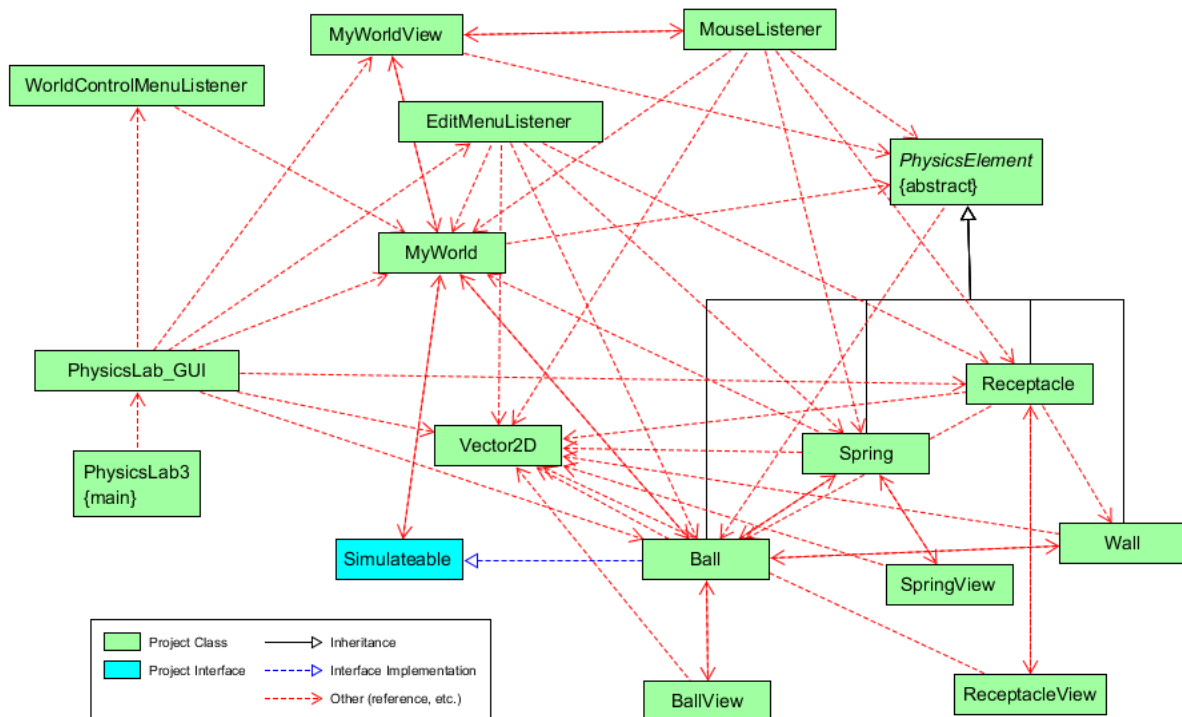 MyWorldView
MouseListener
WorldControlMenuListener
EditMenuListener
PhysicsElement
{abstract}
MyWorld
PhysicsLab_GUI
Receptacle
Vector2D
Spring
PhysicsLab3
{main}
Simulateable
Ball
Wall
SpringView
BallView
ReceptacleView
Project Class
Inheritance
Project Interface
Interface Implementation
Other (reference, etc.)